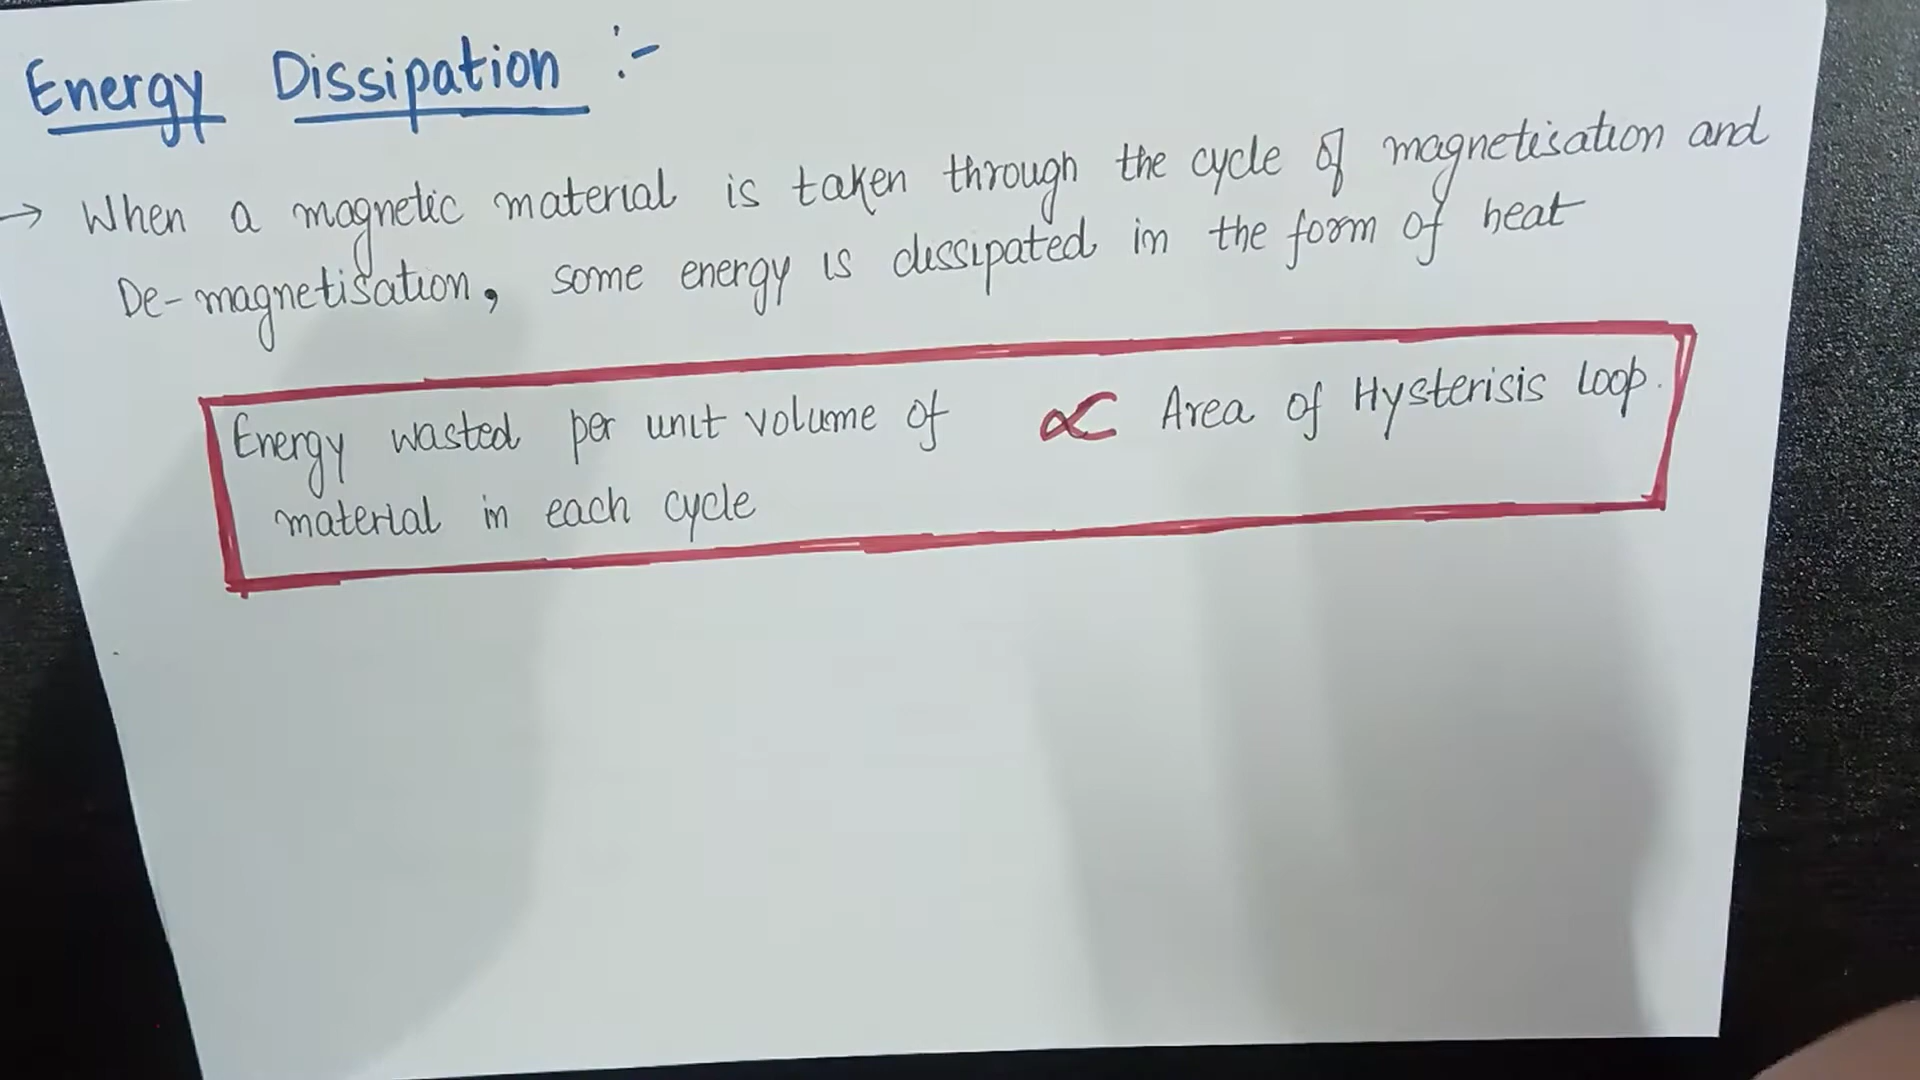 Energy Dissipation :-
→ When a magnetic material is taken through the cycle of magnetisation and
De-magnetisation, some energy is dissipated in the form of heat
Energy wasted per unit volume of ∝ Area of Hysterisis loop.
material in each cycle